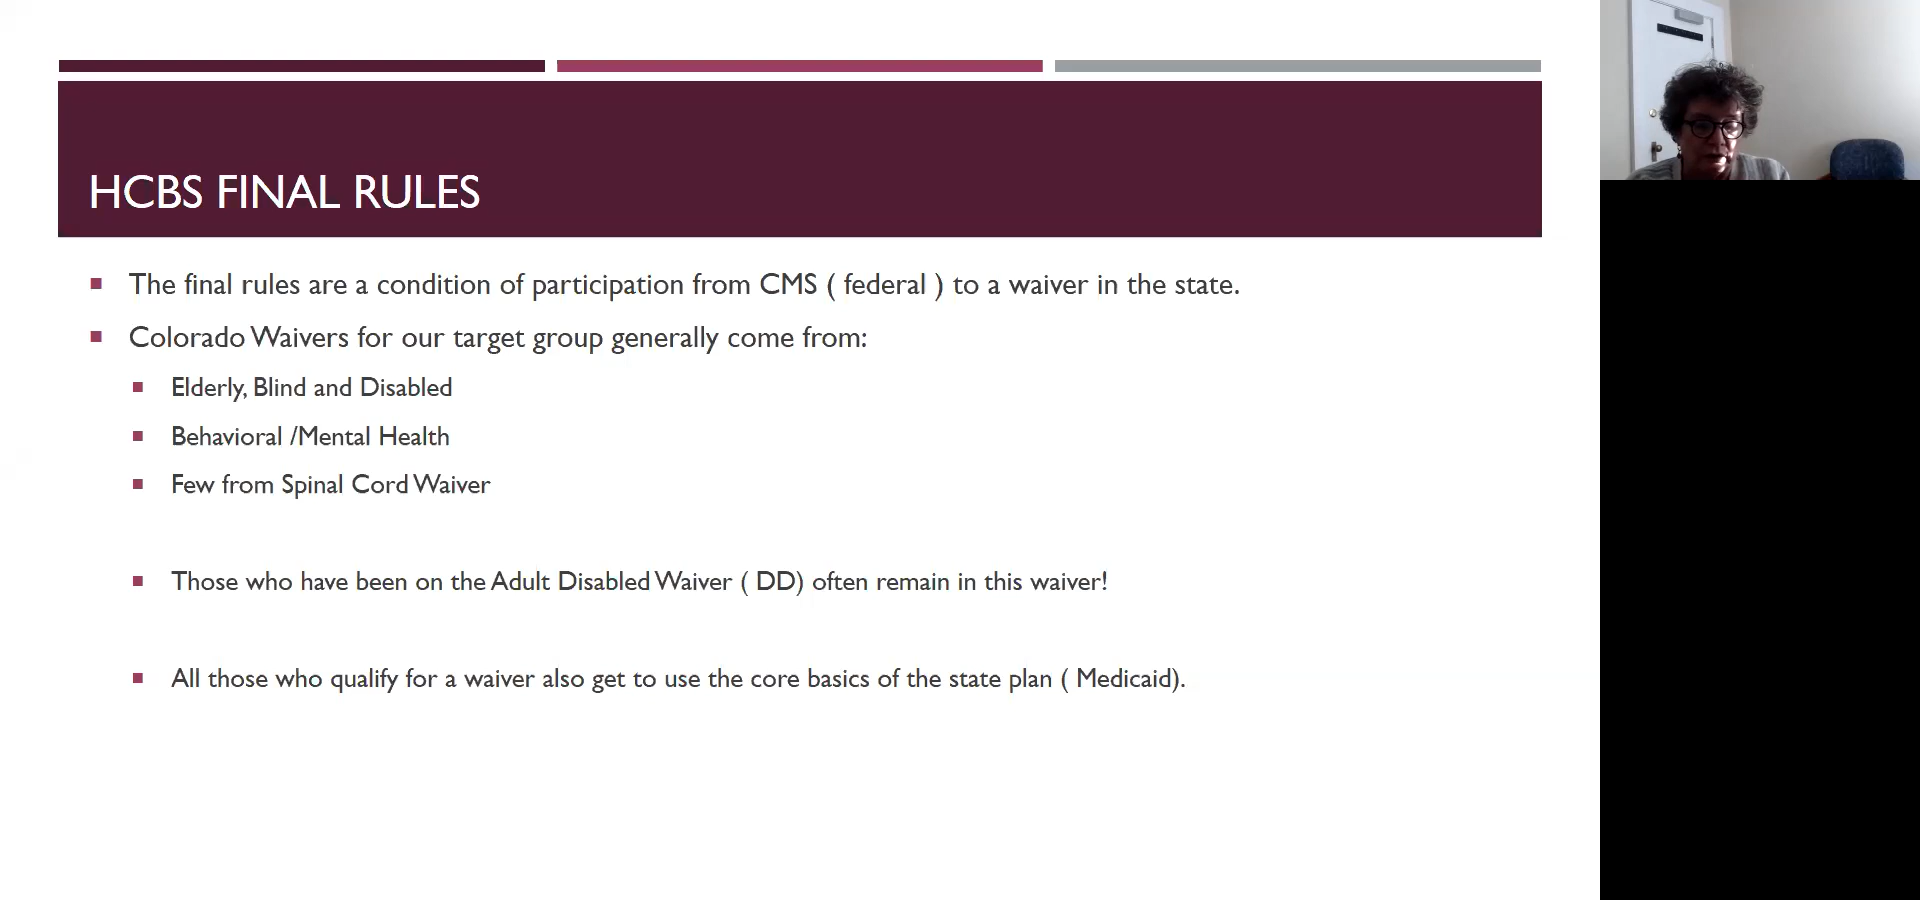 HCBS FINAL RULES
The final rules are a condition of participation from CMS ( federal ) to a waiver in the state.
Colorado Waivers for our target group generally come from:
Elderly, Blind and Disabled
Behavioral /Mental Health
Few from Spinal Cord Waiver
Those who have been on the Adult Disabled Waiver ( DD) often remain in this waiver!
All those who qualify for a waiver also get to use the core basics of the state plan ( Medicaid).